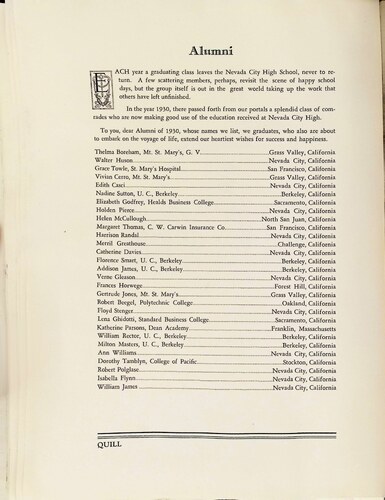 Alumni
EACH year a graduating class leaves the Nevada City High School, never to re-
turn. A few scattering members, perhaps, revisit the scene of happy school
days, but the group itself is out in the great world taking up the work that
others have left unfinished.
In the year 1930, there passed forth from our portals a splendid class of com-
rades who are now making good use of the education received at Nevada City High.
To you, dear Alumni of 1930, whose names we list, we graduates, who also are about
to embark on the voyage of life, extend our heartiest wishes for success and happiness.
Thelma Boreham, Mt. St. Mary's, G. V. Grass Valley, California
Walter Huson Nevada City, California
Grace Towle, St. Mary's Hospital San Francisco, California
Vivian Cerro, Mt. St. Mary's Grass Valley, California
Edith Casci Nevada City, California
Nadine Sutton, U. C., Berkeley Berkeley, California
Elizabeth Godfrey, Healds Business College Sacramento, California
Holden Pierce Nevada City, California
Helen McCullough North San Juan, California
Margaret Thomas, C. W. Carwin Insurance Co. San Francisco, California
Harrison Randel Nevada City, California
Merril Greathouse Challenge, California
Catherine Davies Nevada City, California
Florence Smart, U. C., Berkeley Berkeley, California
Addison James, U. C., Berkeley Berkeley, California
Verne Gleason Nevada City, California
Frances Horwege Forest Hill, California
Gertrude Jones, Mt. St. Mary's Grass Valley, California
Robert Bergel, Polytechnic College Oakland, California
Lloyd Stenger Nevada City, California
Lena Ghidotti, Standard Business College Sacramento, California
Katherine Parsons, Dean Academy Franklin, Massachusetts
William Rector, U. C., Berkeley Berkeley, California
Milton Masters, U. C., Berkeley Berkeley, California
Ann Williams Nevada City, California
Dorothy Tamblyn, College of Pacific Stockton, California
Robert Polglase Nevada City, California
Isabella Flynn Nevada City, California
William James Nevada City, California
QUILL